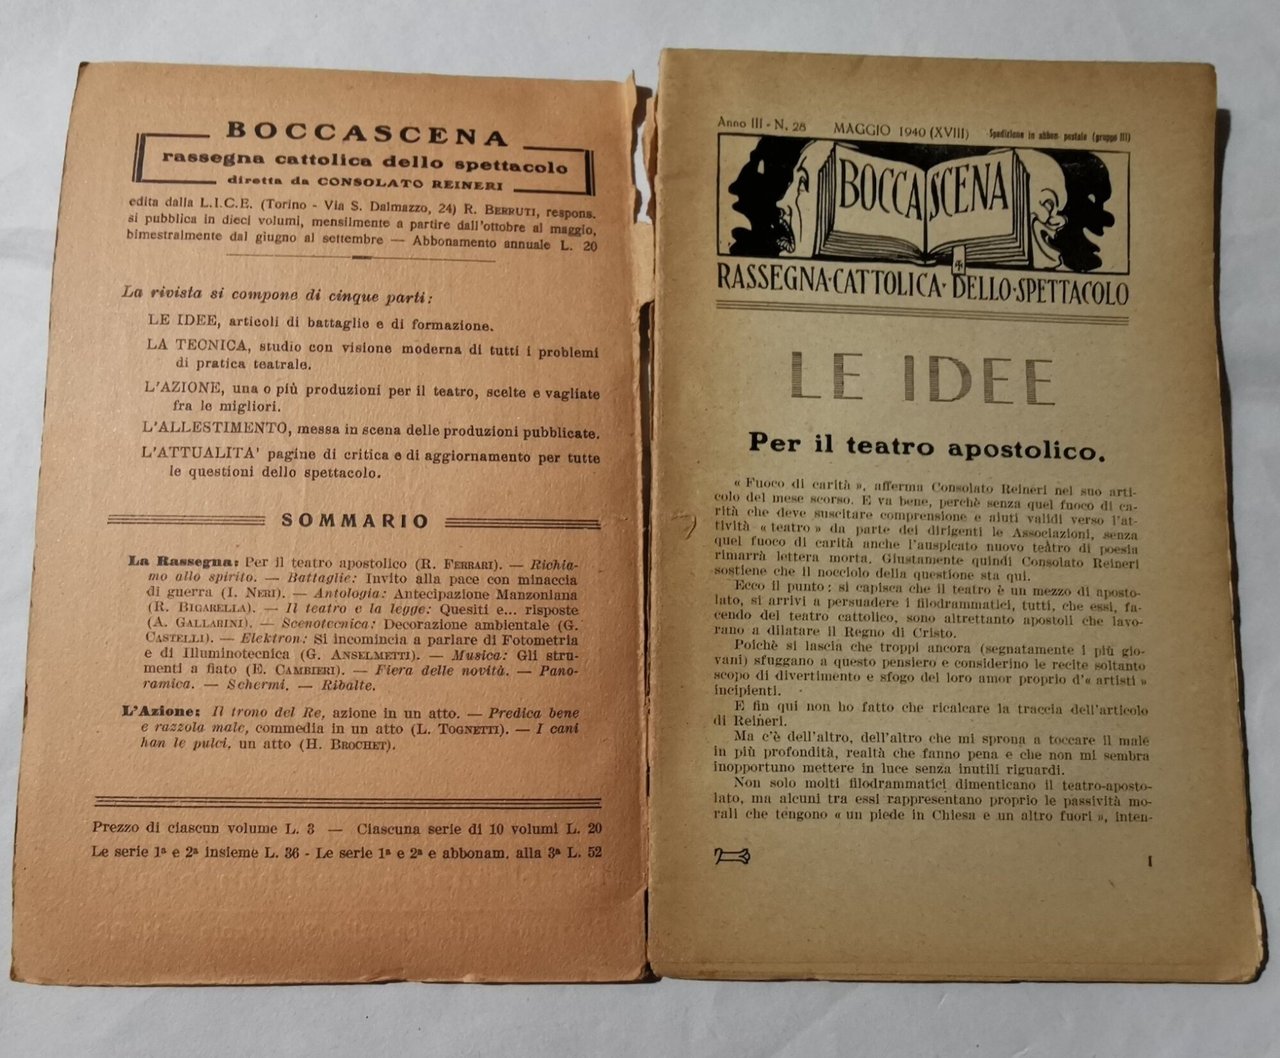 BOCCASCENA
rassegna cattolica dello spettacolo
diretta da CONSOLATO REINERI
edita dalla L.I.C.E. (Torino - Via S. Dalmazzo, 24) R. BERRUTI, respons.
si pubblica in dieci volumi, mensilmente a partire dall'ottobre al maggio,
bimestralmente dal giugno al settembre — Abbonamento annuale L. 20
La rivista si compone di cinque parti:
LE IDEE, articoli di battaglie e di formazione.
LA TECNICA, studio con visione moderna di tutti i problemi
di pratica teatrale.
L'AZIONE, una o più produzioni per il teatro, scelte e vagliate
fra le migliori.
L'ALLESTIMENTO, messa in scena delle produzioni pubblicate.
L'ATTUALITA' pagine di critica e di aggiornamento per tutte
le questioni dello spettacolo.
SOMMARIO
La Rassegna: Per il teatro apostolico (R. FERRARI). — Richia-
mo allo spirito. — Battaglie: Invito alla pace con minaccia
di guerra (I. NERI). — Antologia: Antecipazione Manzoniana
(R. BIGARELLA). — Il teatro e la legge: Quesiti e... risposte
(A. GALLARINI). — Scenotecnica: Decorazione ambientale (G.
CASTELLI). — Elektron: Si incomincia a parlare di Fotometria
e di Illuminotecnica (G. ANSELMETTI). — Musica: Gli stru-
menti a fiato (E. CAMBIERI). — Fiera delle novità. — Pano-
ramica. — Schermi. — Ribalte.
L'Azione: Il trono del Re, azione in un atto. — Predica bene
e razzola male, commedia in un atto (L. TOGNETTI). — I cani
han le pulci, un atto (H. BROCHET).
Prezzo di ciascun volume L. 3 — Ciascuna serie di 10 volumi L. 20
Le serie 1ª e 2ª insieme L. 36 - Le serie 1ª e 2ª e abbonam. alla 3ª L. 52
Anno III - N. 28 MAGGIO 1940 (XVIII) Spedizione in abbon. postale (gruppo III)
BOCCASCENA
RASSEGNA·CATTOLICA·DELLO·SPETTACOLO
LE IDEE
Per il teatro apostolico.
« Fuoco di carità », afferma Consolato Reineri nel suo arti-
colo del mese scorso. E va bene, perchè senza quel fuoco di ca-
rità che deve suscitare comprensione e aiuti validi verso l'at-
tività « teatro » da parte dei dirigenti le Associazioni, senza
quel fuoco di carità anche l'auspicato nuovo teatro di poesia
rimarrà lettera morta. Giustamente quindi Consolato Reineri
sostiene che il nocciolo della questione sta qui.
Ecco il punto: si capisca che il teatro è un mezzo di aposto-
lato, si arrivi a persuadere i filodrammatici, tutti, che essi, fa-
cendo del teatro cattolico, sono altrettanto apostoli che lavo-
rano a dilatare il Regno di Cristo.
Poichè si lascia che troppi ancora (segnatamente i più gio-
vani) sfuggano a questo pensiero e considerino le recite soltanto
scopo di divertimento e sfogo del loro amor proprio d'« artisti »
incipienti.
E fin qui non ho fatto che ricalcare la traccia dell'articolo
di Reineri.
Ma c'è dell'altro, dell'altro che mi sprona a toccare il male
in più profondità, realtà che fanno pena e che non mi sembra
inopportuno mettere in luce senza inutili riguardi.
Non solo molti filodrammatici dimenticano il teatro-aposto-
lato, ma alcuni tra essi rappresentano proprio le passività mo-
rali che tengono « un piede in Chiesa e un altro fuori », inten-
1